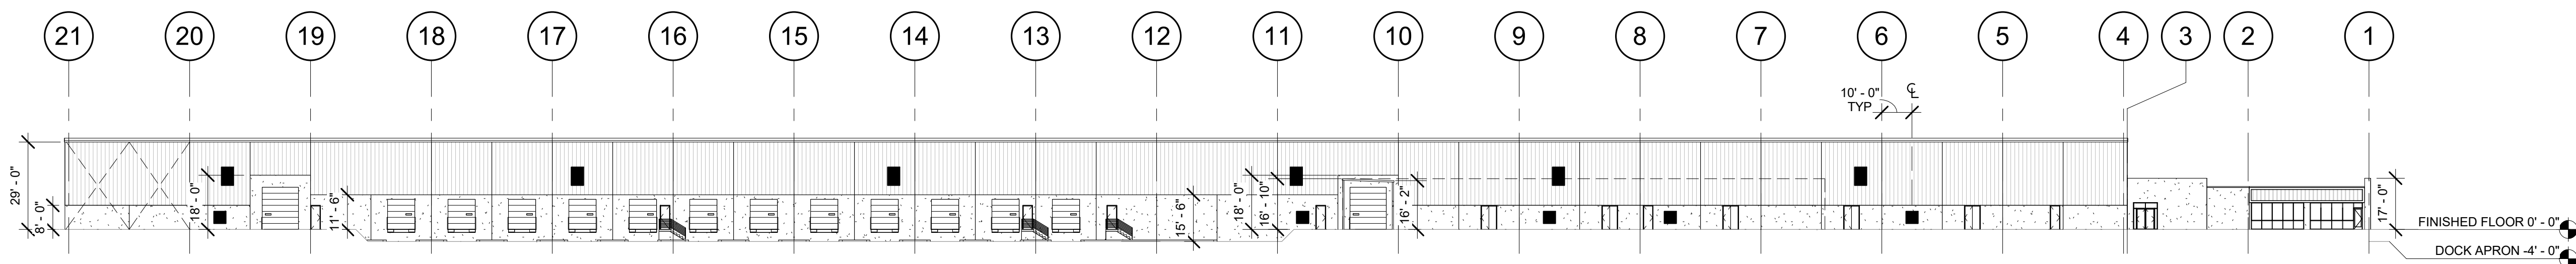 21 20 19 18 17 16 15 14 13 12 11 10 9 8 7 6 5 4 3 2 1
10' - 0" ℄
TYP
29' - 0"
8' - 0"
18' - 0"
11' - 6"
15' - 6"
18' - 0"
16' - 10"
16' - 2"
17' - 0"
FINISHED FLOOR 0' - 0"
DOCK APRON -4' - 0"